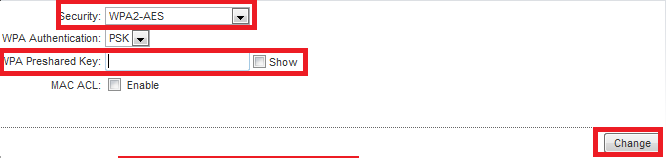 Security: WPA2-AES
WPA Authentication: PSK
WPA Preshared Key: Show
MAC ACL: Enable
Change